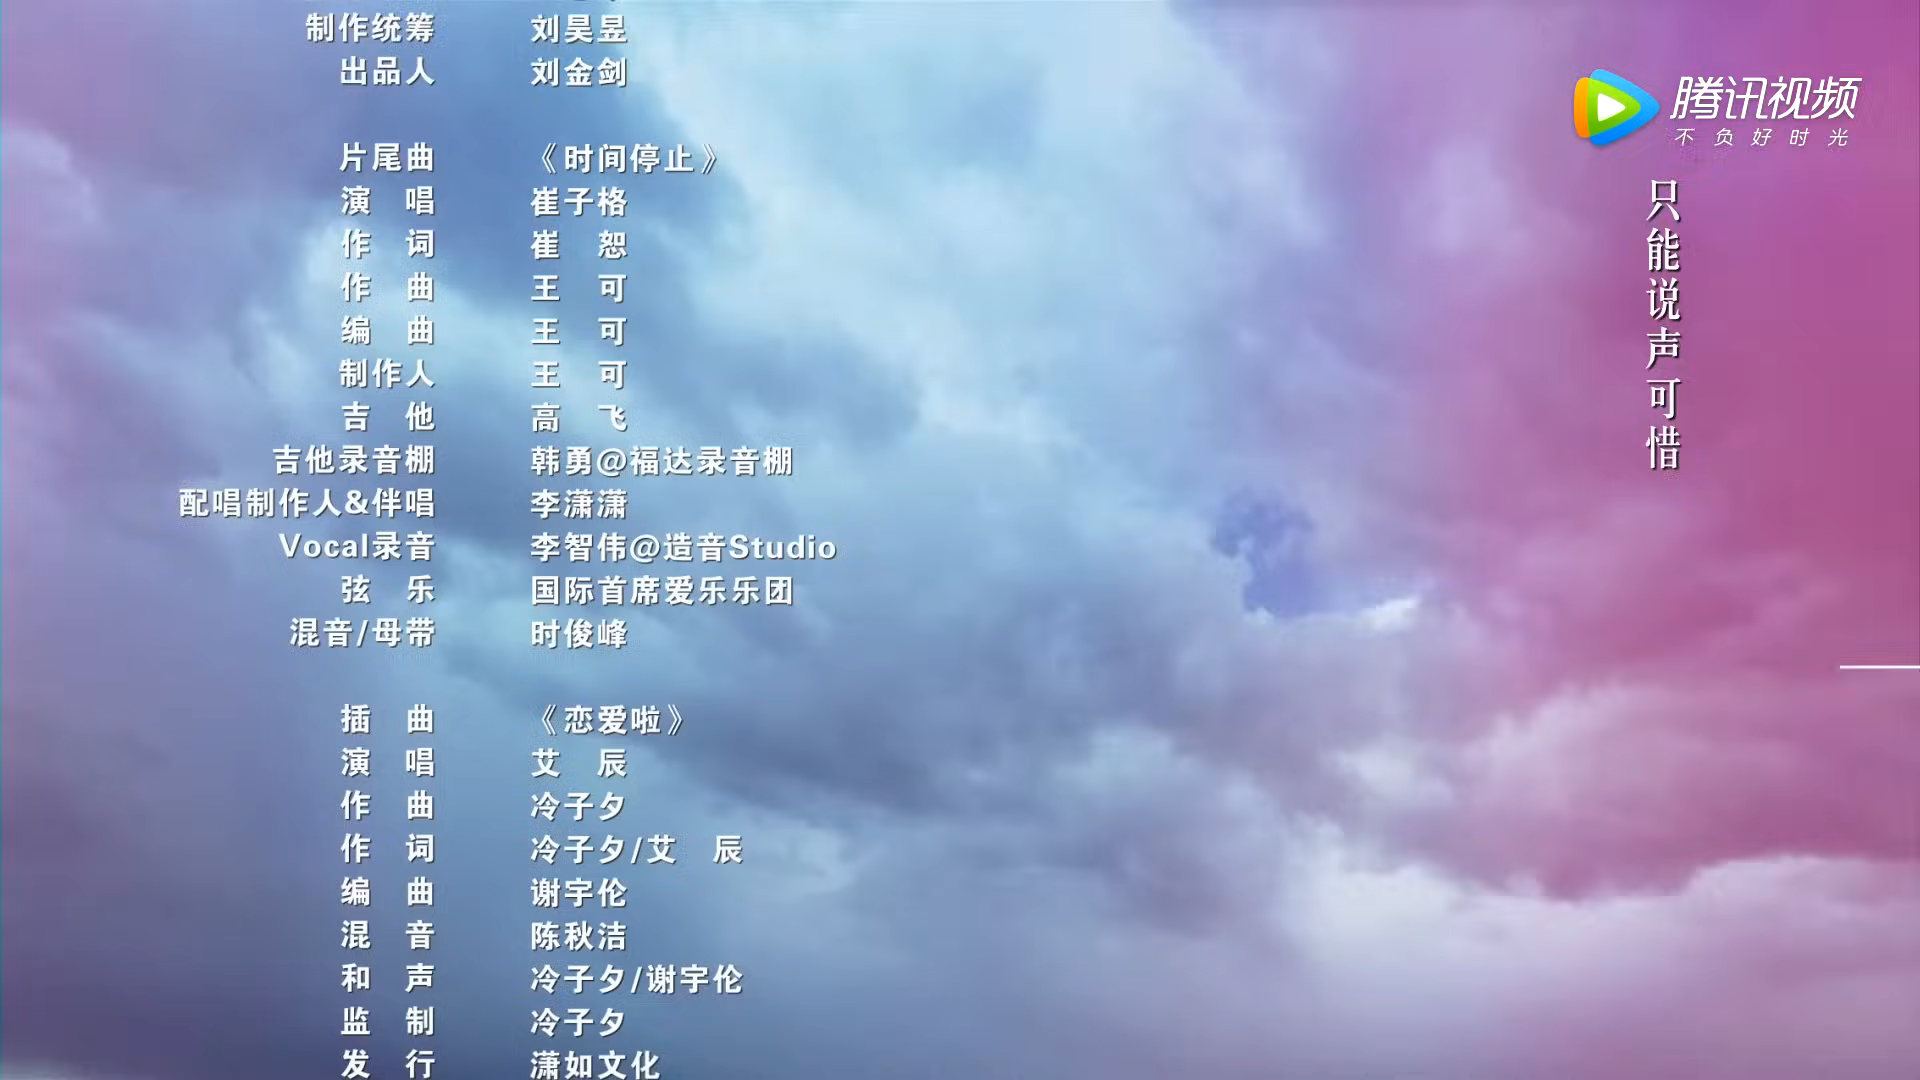 制作统筹 刘昊昱
出品人 刘金剑
片尾曲 《时间停止》
演 唱 崔子格
作 词 崔 恕
作 曲 王 可
编 曲 王 可
制作人 王 可
吉 他 高 飞
吉他录音棚 韩勇@福达录音棚
配唱制作人&伴唱 李潇潇
Vocal录音 李智伟@造音Studio
弦 乐 国际首席爱乐乐团
混音/母带 时俊峰
插 曲 《恋爱啦》
演 唱 艾 辰
作 曲 冷子夕
作 词 冷子夕/艾 辰
编 曲 谢宇伦
混 音 陈秋洁
和 声 冷子夕/谢宇伦
监 制 冷子夕
发 行 潇如文化
腾讯视频
不负好时光
只能说声可惜